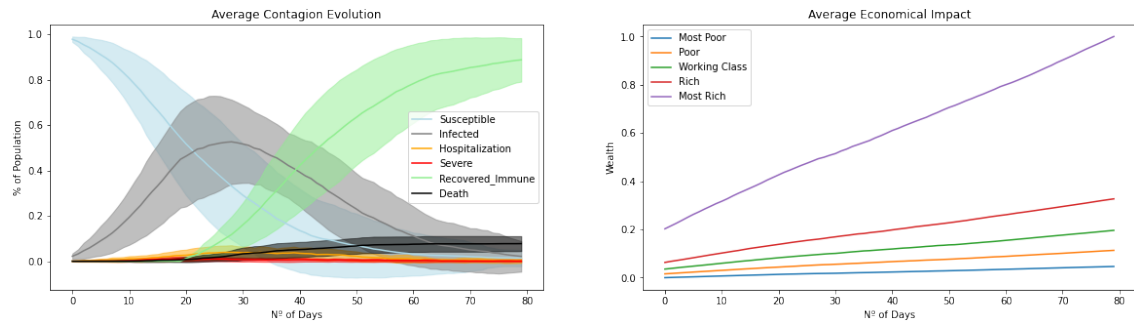 Average Contagion Evolution
% of Population
1.0
0.8
0.6
0.4
0.2
0.0
Susceptible
Infected
Hospitalization
Severe
Recovered_Immune
Death
0 10 20 30 40 50 60 70 80
Nº of Days
Average Economical Impact
Wealth
1.0
0.8
0.6
0.4
0.2
0.0
Most Poor
Poor
Working Class
Rich
Most Rich
0 10 20 30 40 50 60 70 80
Nº of Days